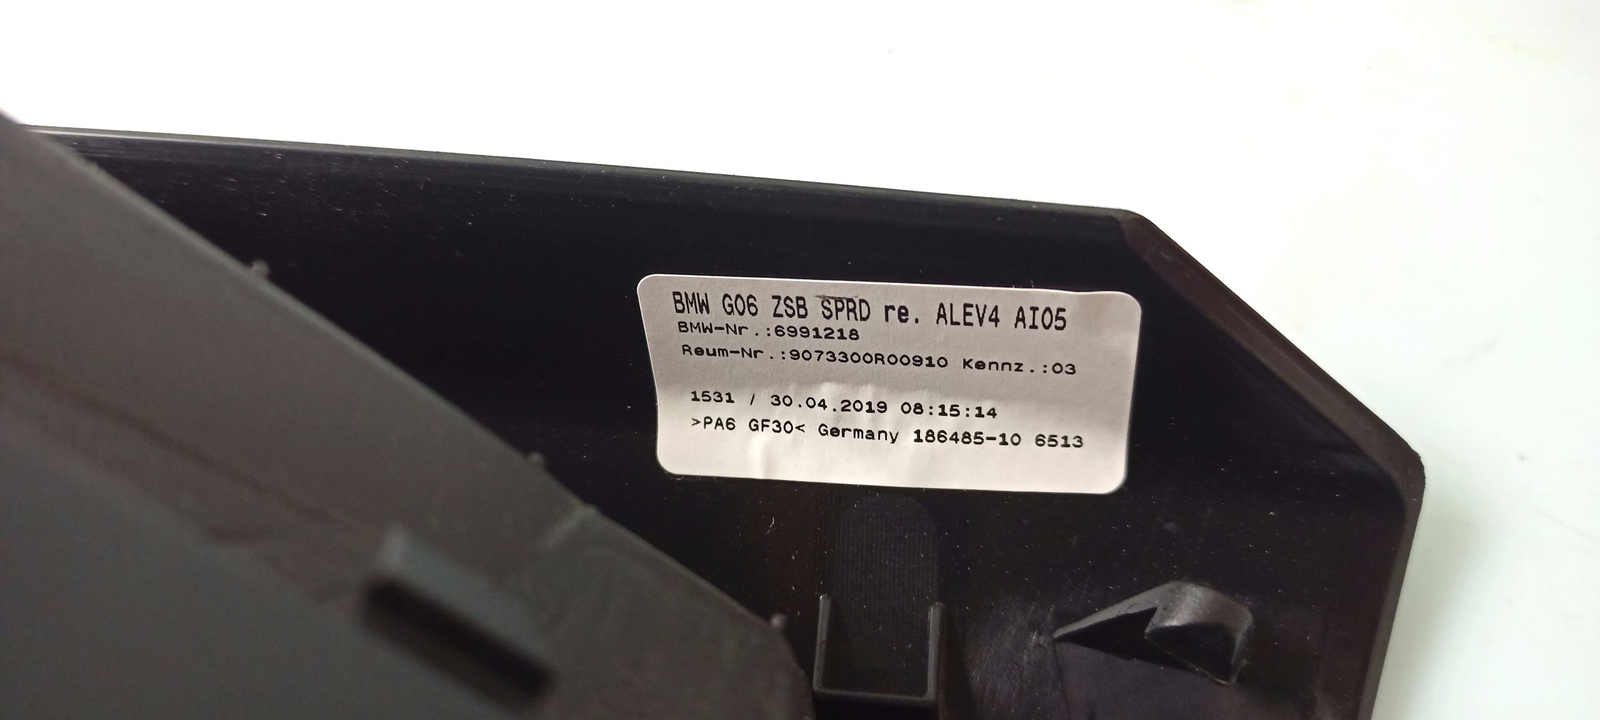 BMW G06 ZSB SPRD re. ALEV4 AI05
BMW-Nr.:6991218
Reum-Nr.:9073300R00910 Kennz.:03
1531 / 30.04.2019 08:15:14
>PA6 GF30< Germany 186485-10 6513